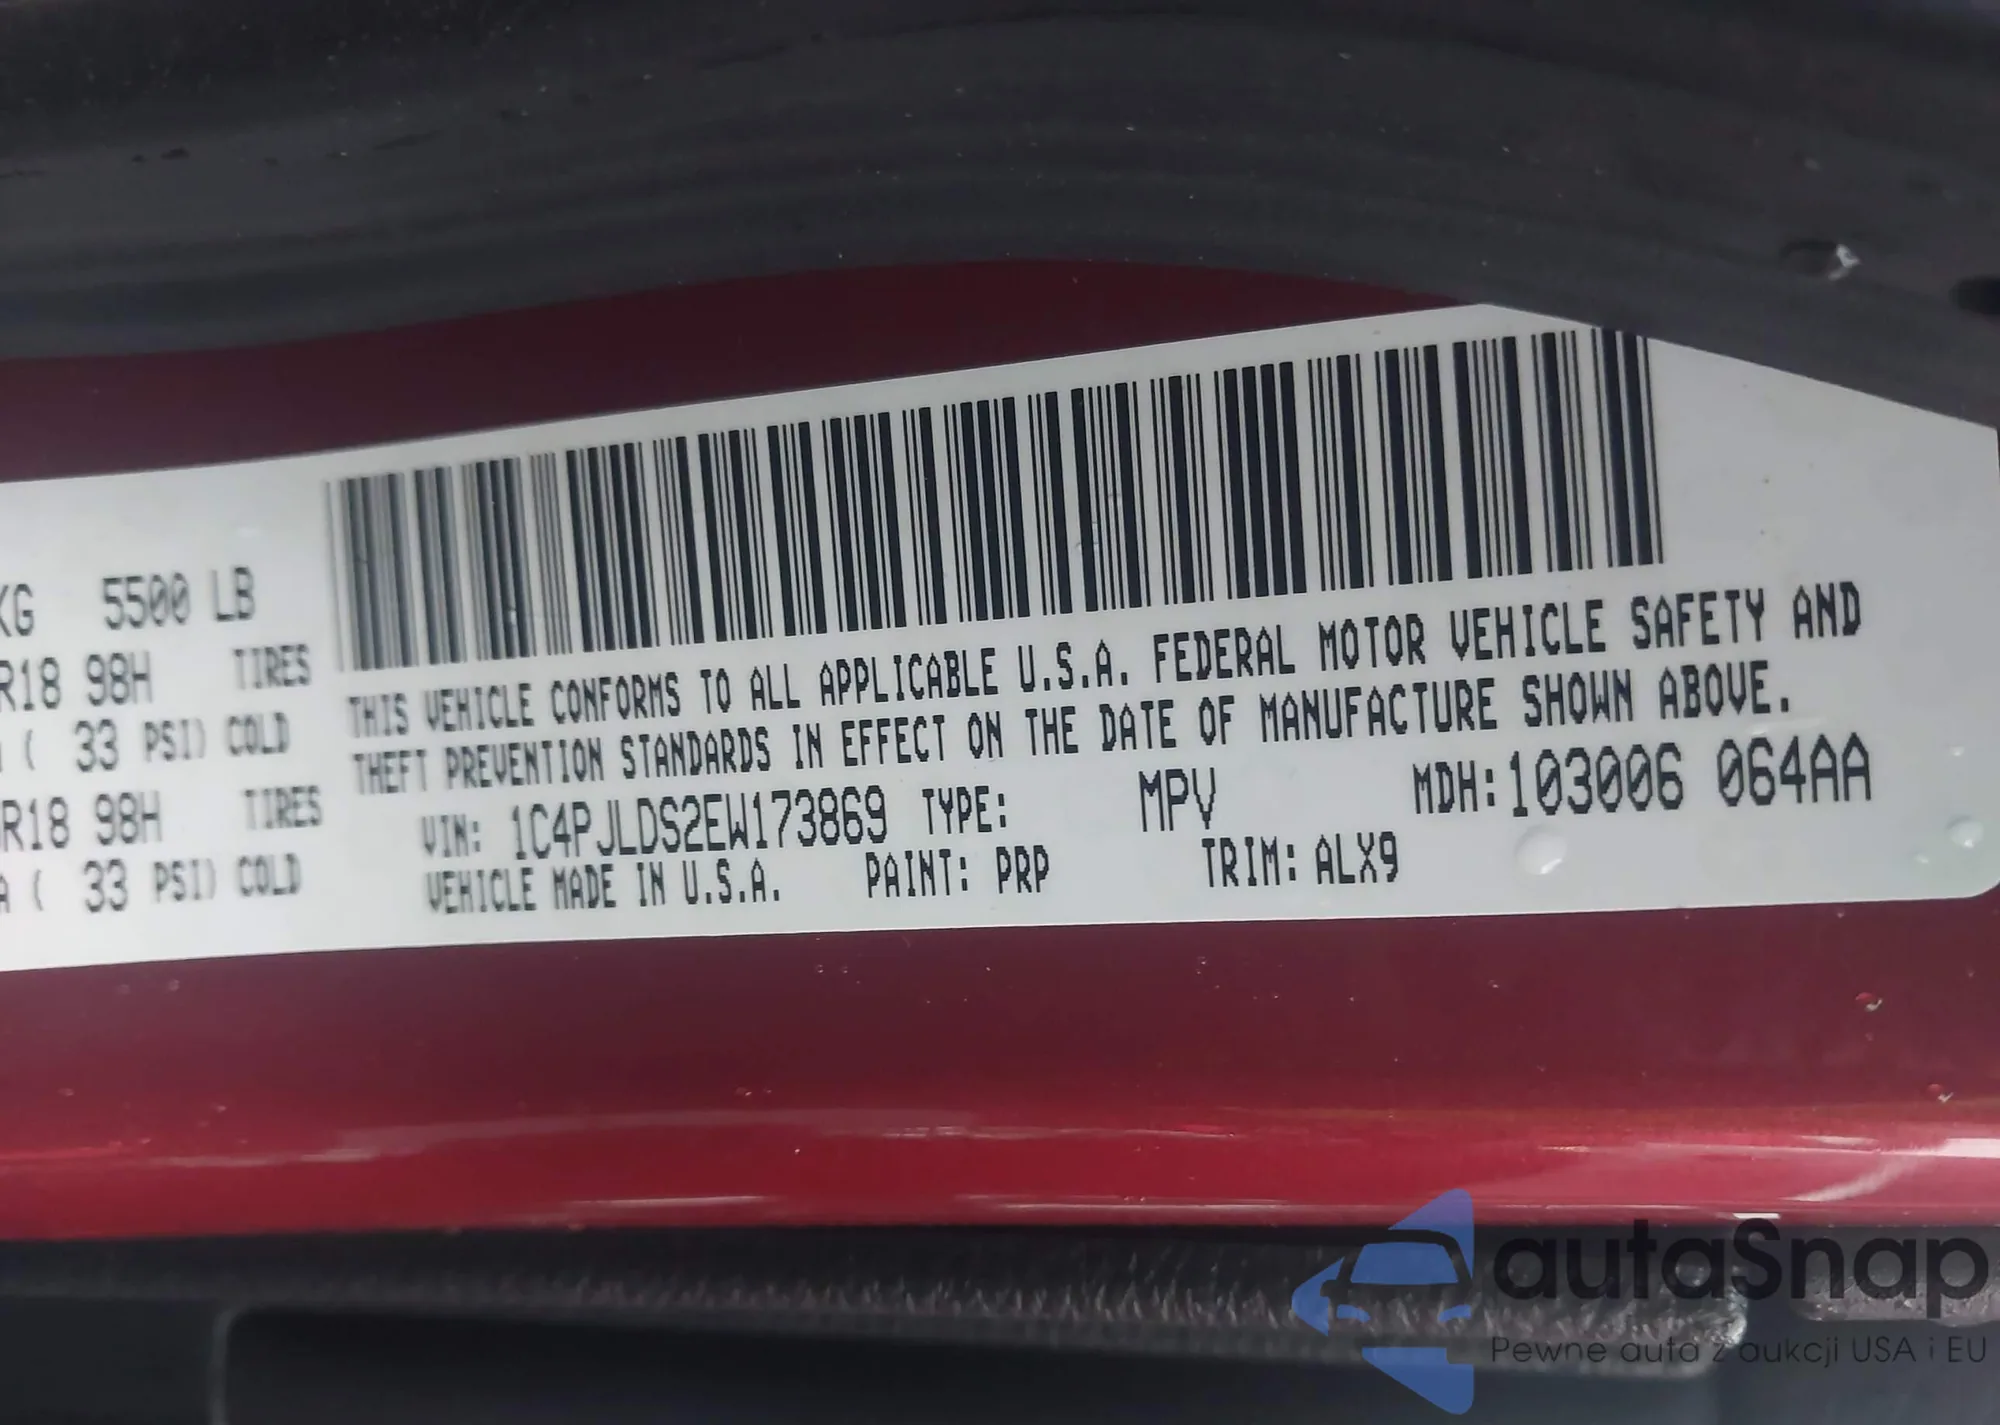 KG 5500 LB
R18 98H TIRES
( 33 PSI) COLD
R18 98H TIRES
A ( 33 PSI) COLD
THIS VEHICLE CONFORMS TO ALL APPLICABLE U.S.A. FEDERAL MOTOR VEHICLE SAFETY AND
THEFT PREVENTION STANDARDS IN EFFECT ON THE DATE OF MANUFACTURE SHOWN ABOVE.
VIN: 1C4PJLDS2EW173869 TYPE: MPV MDH:103006 064AA
VEHICLE MADE IN U.S.A. PAINT: PRP TRIM: ALX9
autaSnap
Pewne auta z aukcji USA i EU